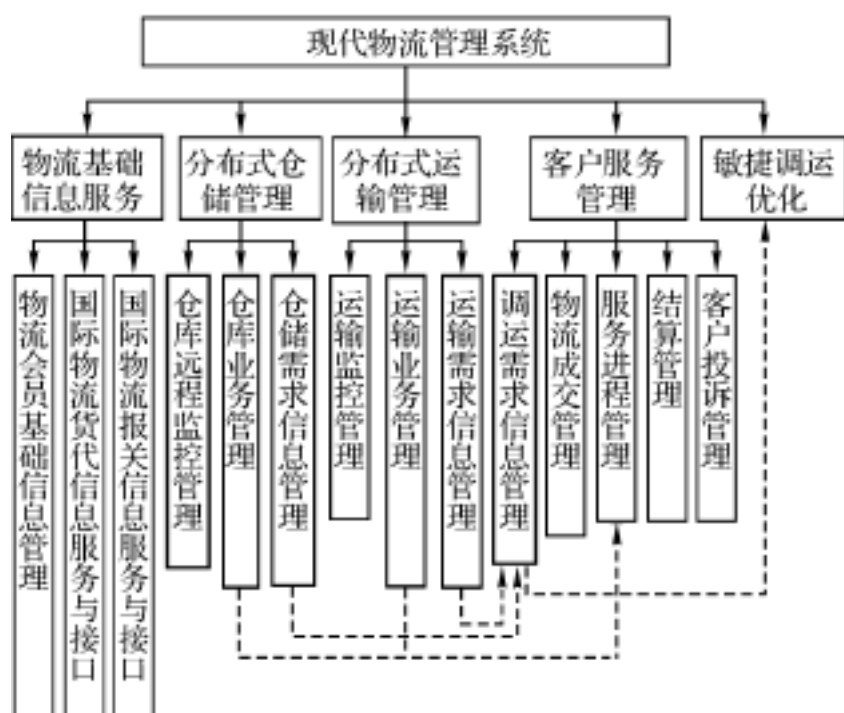 现代物流管理系统
物流基础
信息服务
分布式仓
储管理
分布式运
输管理
客户服务
管理
敏捷调运
优化
物流会员基础信息管理
国际物流货代信息服务与接口
国际物流报关信息服务与接口
仓库远程监控管理
仓库业务管理
仓储需求信息管理
运输监控管理
运输业务管理
运输需求信息管理
调运需求信息管理
物流成交管理
服务进程管理
结算管理
客户投诉管理